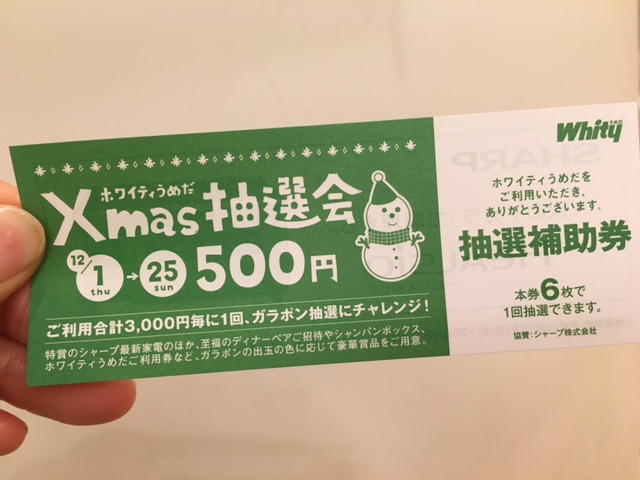 ホワイティうめだ
Xmas抽選会
12/1 thu → 25 sun 500円
ご利用合計3,000円毎に1回、ガラポン抽選にチャレンジ!
特賞のシャープ最新家電のほか、至福のディナーペアご招待やシャンパンボックス、
ホワイティうめだご利用券など、ガラポンの出玉の色に応じて豪華賞品をご用意。
Whityうめだ
ホワイティうめだを
ご利用いただき、
ありがとうございます。
抽選補助券
本券6枚で
1回抽選できます。
協賛:シャープ株式会社
SHARP